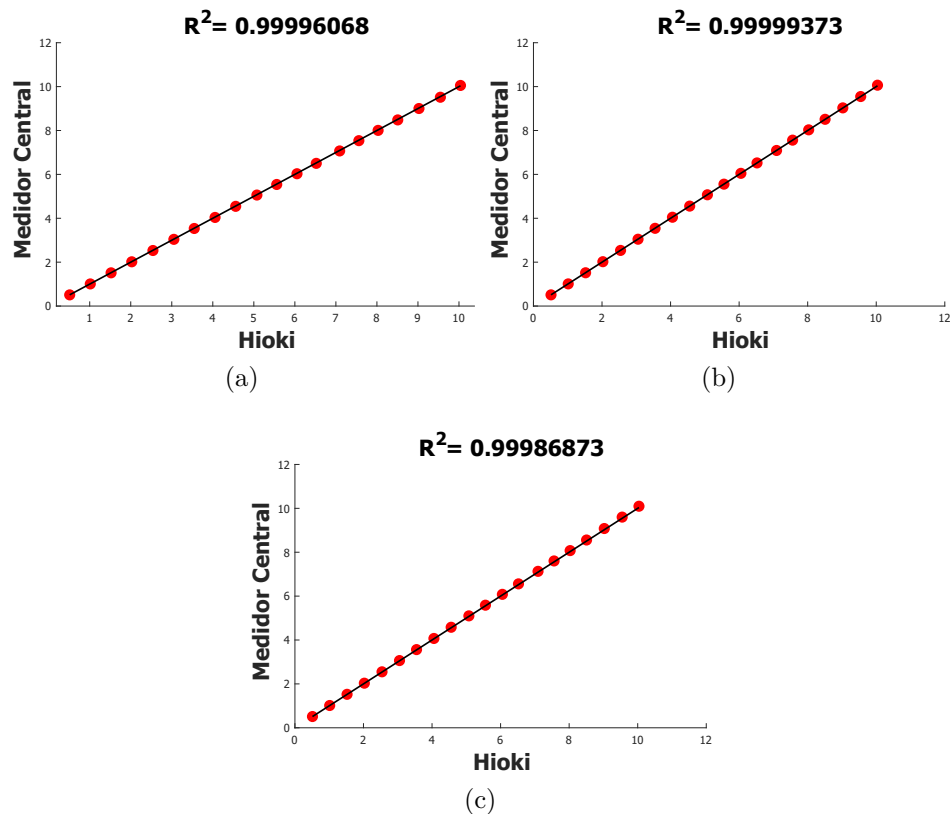 R2= 0.99996068
12
10
8
6
4
2
0
Medidor Central
1 2 3 4 5 6 7 8 9 10
Hioki
(a)
R2= 0.99999373
12
10
8
6
4
2
0
Medidor Central
0 2 4 6 8 10 12
Hioki
(b)
R2= 0.99986873
12
10
8
6
4
2
0
Medidor Central
0 2 4 6 8 10 12
Hioki
(c)